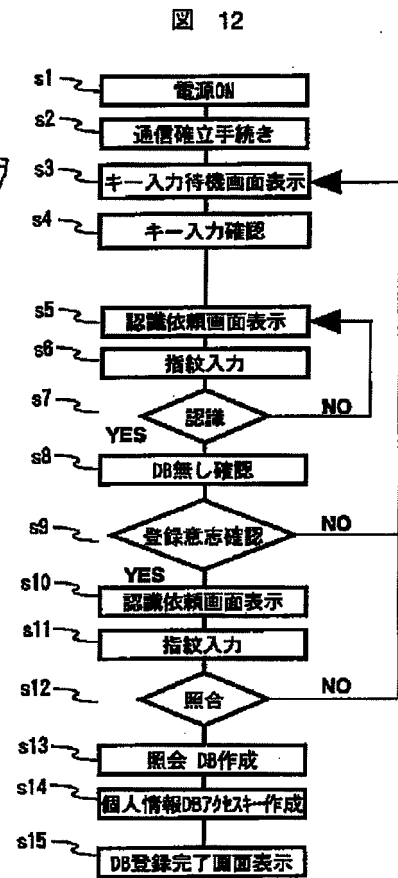 図 12
s1 電源ON
s2 通信確立手続き
s3 キー入力待機画面表示
s4 キー入力確認
s5 認識依頼画面表示
s6 指紋入力
s7 認識 NO
YES
s8 DB無し確認
s9 登録意志確認 NO
YES
s10 認識依頼画面表示
s11 指紋入力
s12 照合 NO
s13 照会 DB作成
s14 個人情報DBアクセスキー作成
s15 DB登録完了画面表示